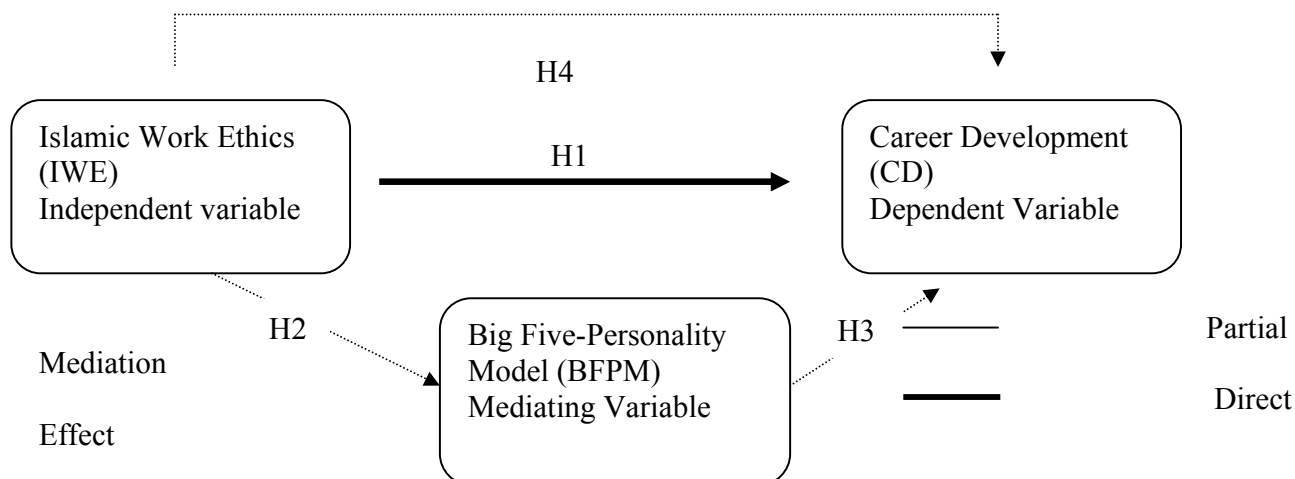 H4
Islamic Work Ethics
(IWE)
Independent variable
H1
Career Development
(CD)
Dependent Variable
H2
Big Five-Personality
Model (BFPM)
Mediating Variable
H3
Partial
Mediation
Direct
Effect